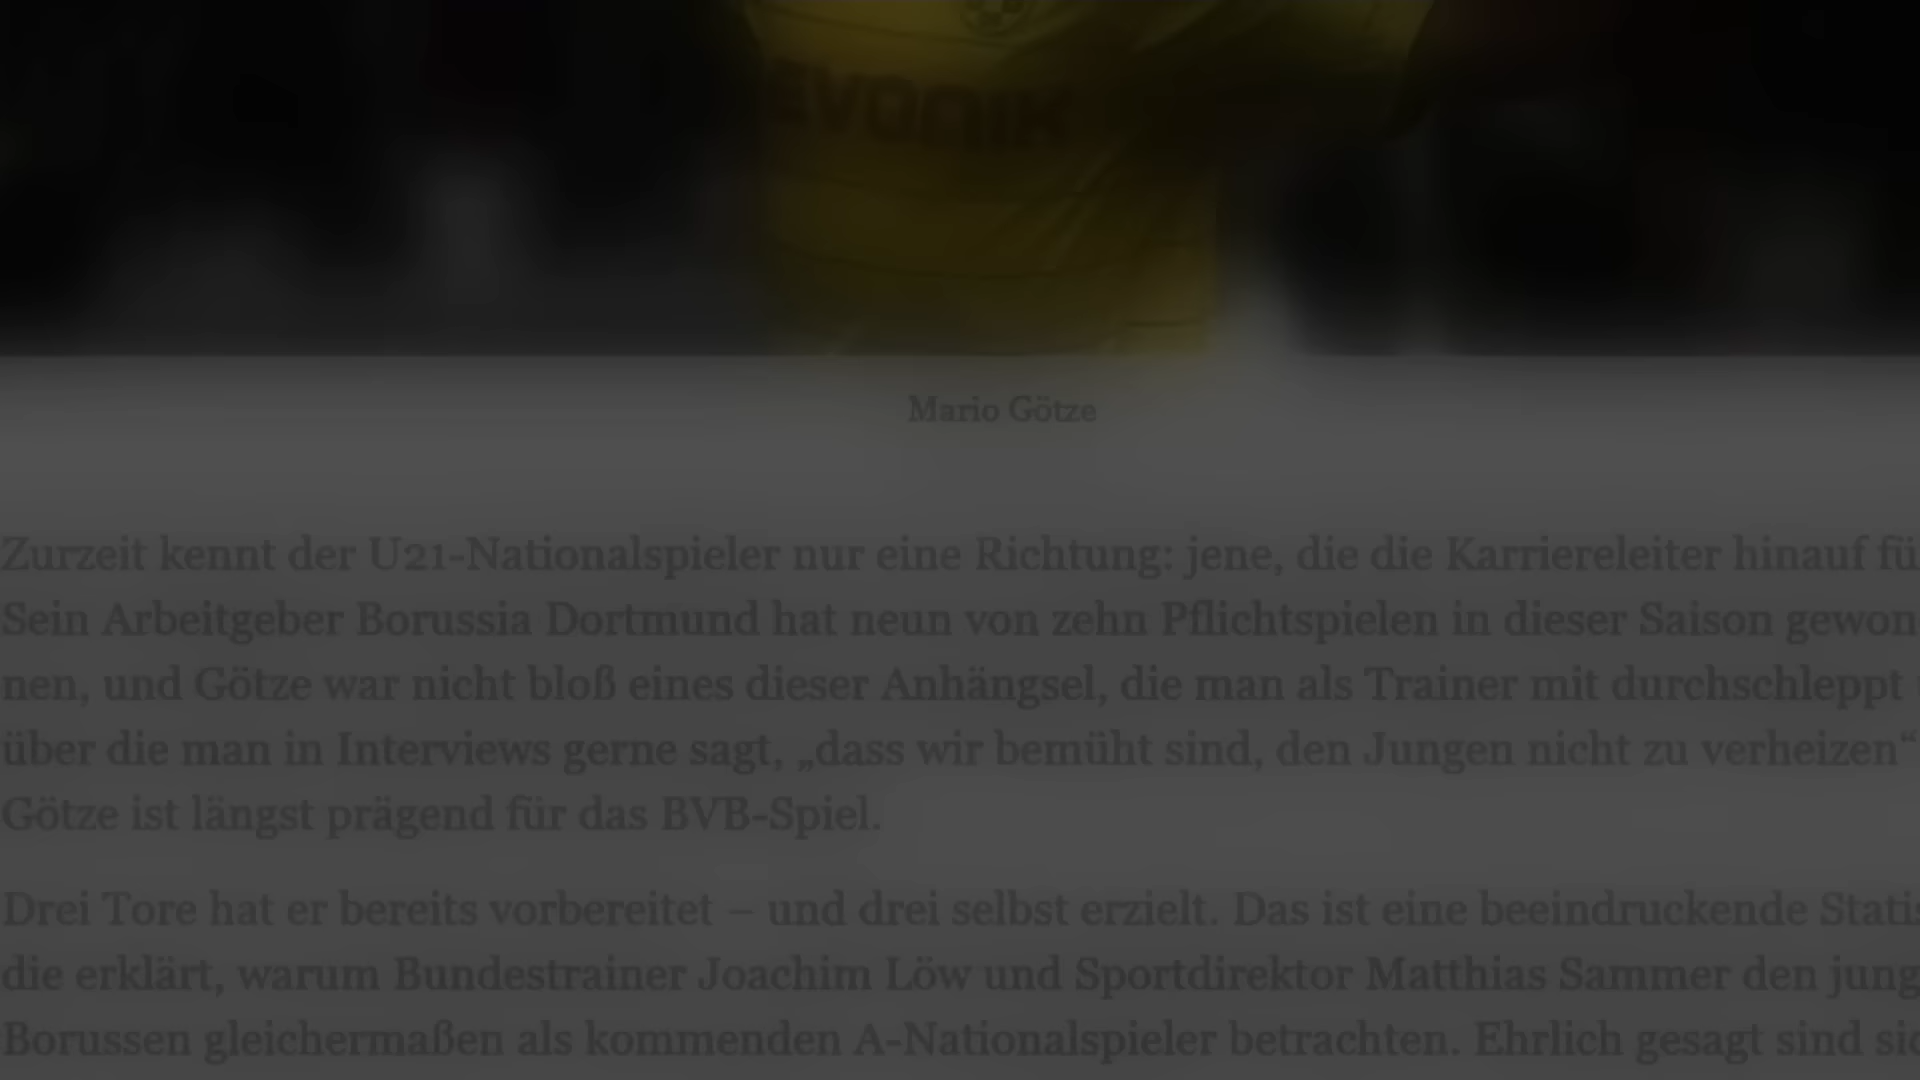 EVONIK
Mario Götze
Zurzeit kennt der U21-Nationalspieler nur eine Richtung: jene, die die Karriereleiter hinauf fü
Sein Arbeitgeber Borussia Dortmund hat neun von zehn Pflichtspielen in dieser Saison gewon
nen, und Götze war nicht bloß eines dieser Anhängsel, die man als Trainer mit durchschleppt
über die man in Interviews gerne sagt, „dass wir bemüht sind, den Jungen nicht zu verheizen“
Götze ist längst prägend für das BVB-Spiel.
Drei Tore hat er bereits vorbereitet – und drei selbst erzielt. Das ist eine beeindruckende Statis
die erklärt, warum Bundestrainer Joachim Löw und Sportdirektor Matthias Sammer den jung
Borussen gleichermaßen als kommenden A-Nationalspieler betrachten. Ehrlich gesagt sind sic